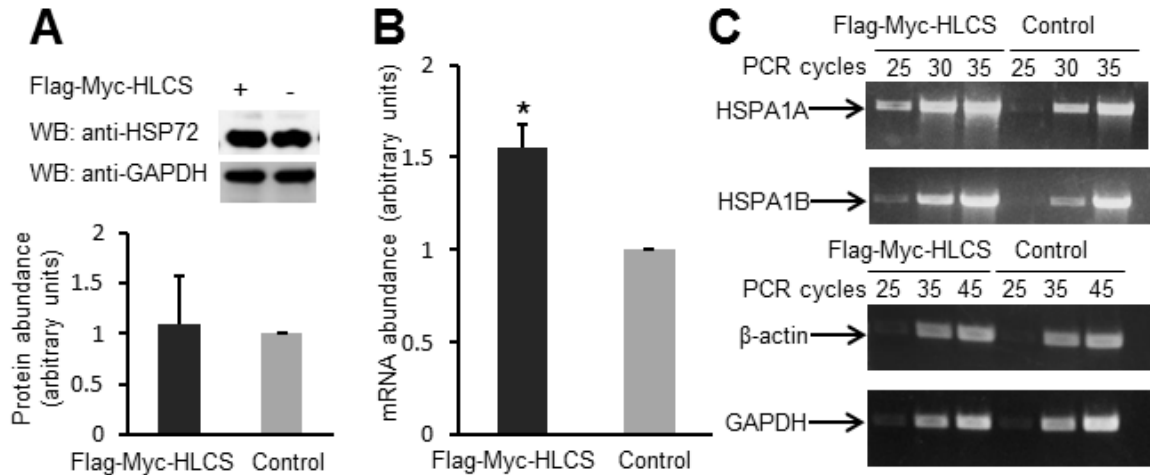 A
Flag-Myc-HLCS + -
WB: anti-HSP72
WB: anti-GAPDH
Protein abundance
(arbitrary units)
2
1.5
1
0.5
0
Flag-Myc-HLCS Control
B
mRNA abundance (arbitrary units)
2
1.5
1
0.5
0
*
Flag-Myc-HLCS Control
C
Flag-Myc-HLCS Control
PCR cycles 25 30 35 25 30 35
HSPA1A
HSPA1B
Flag-Myc-HLCS Control
PCR cycles 25 35 45 25 35 45
β-actin
GAPDH